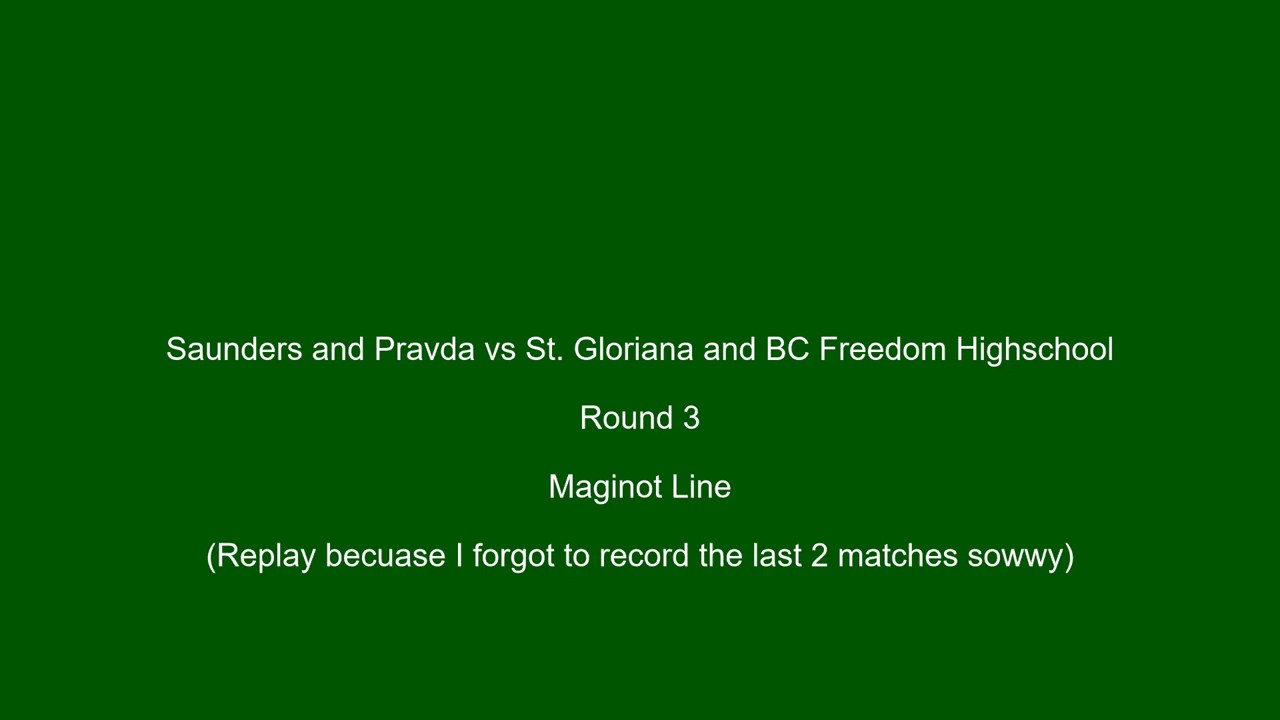 Saunders and Pravda vs St. Gloriana and BC Freedom Highschool
Round 3
Maginot Line
(Replay becuase I forgot to record the last 2 matches sowwy)